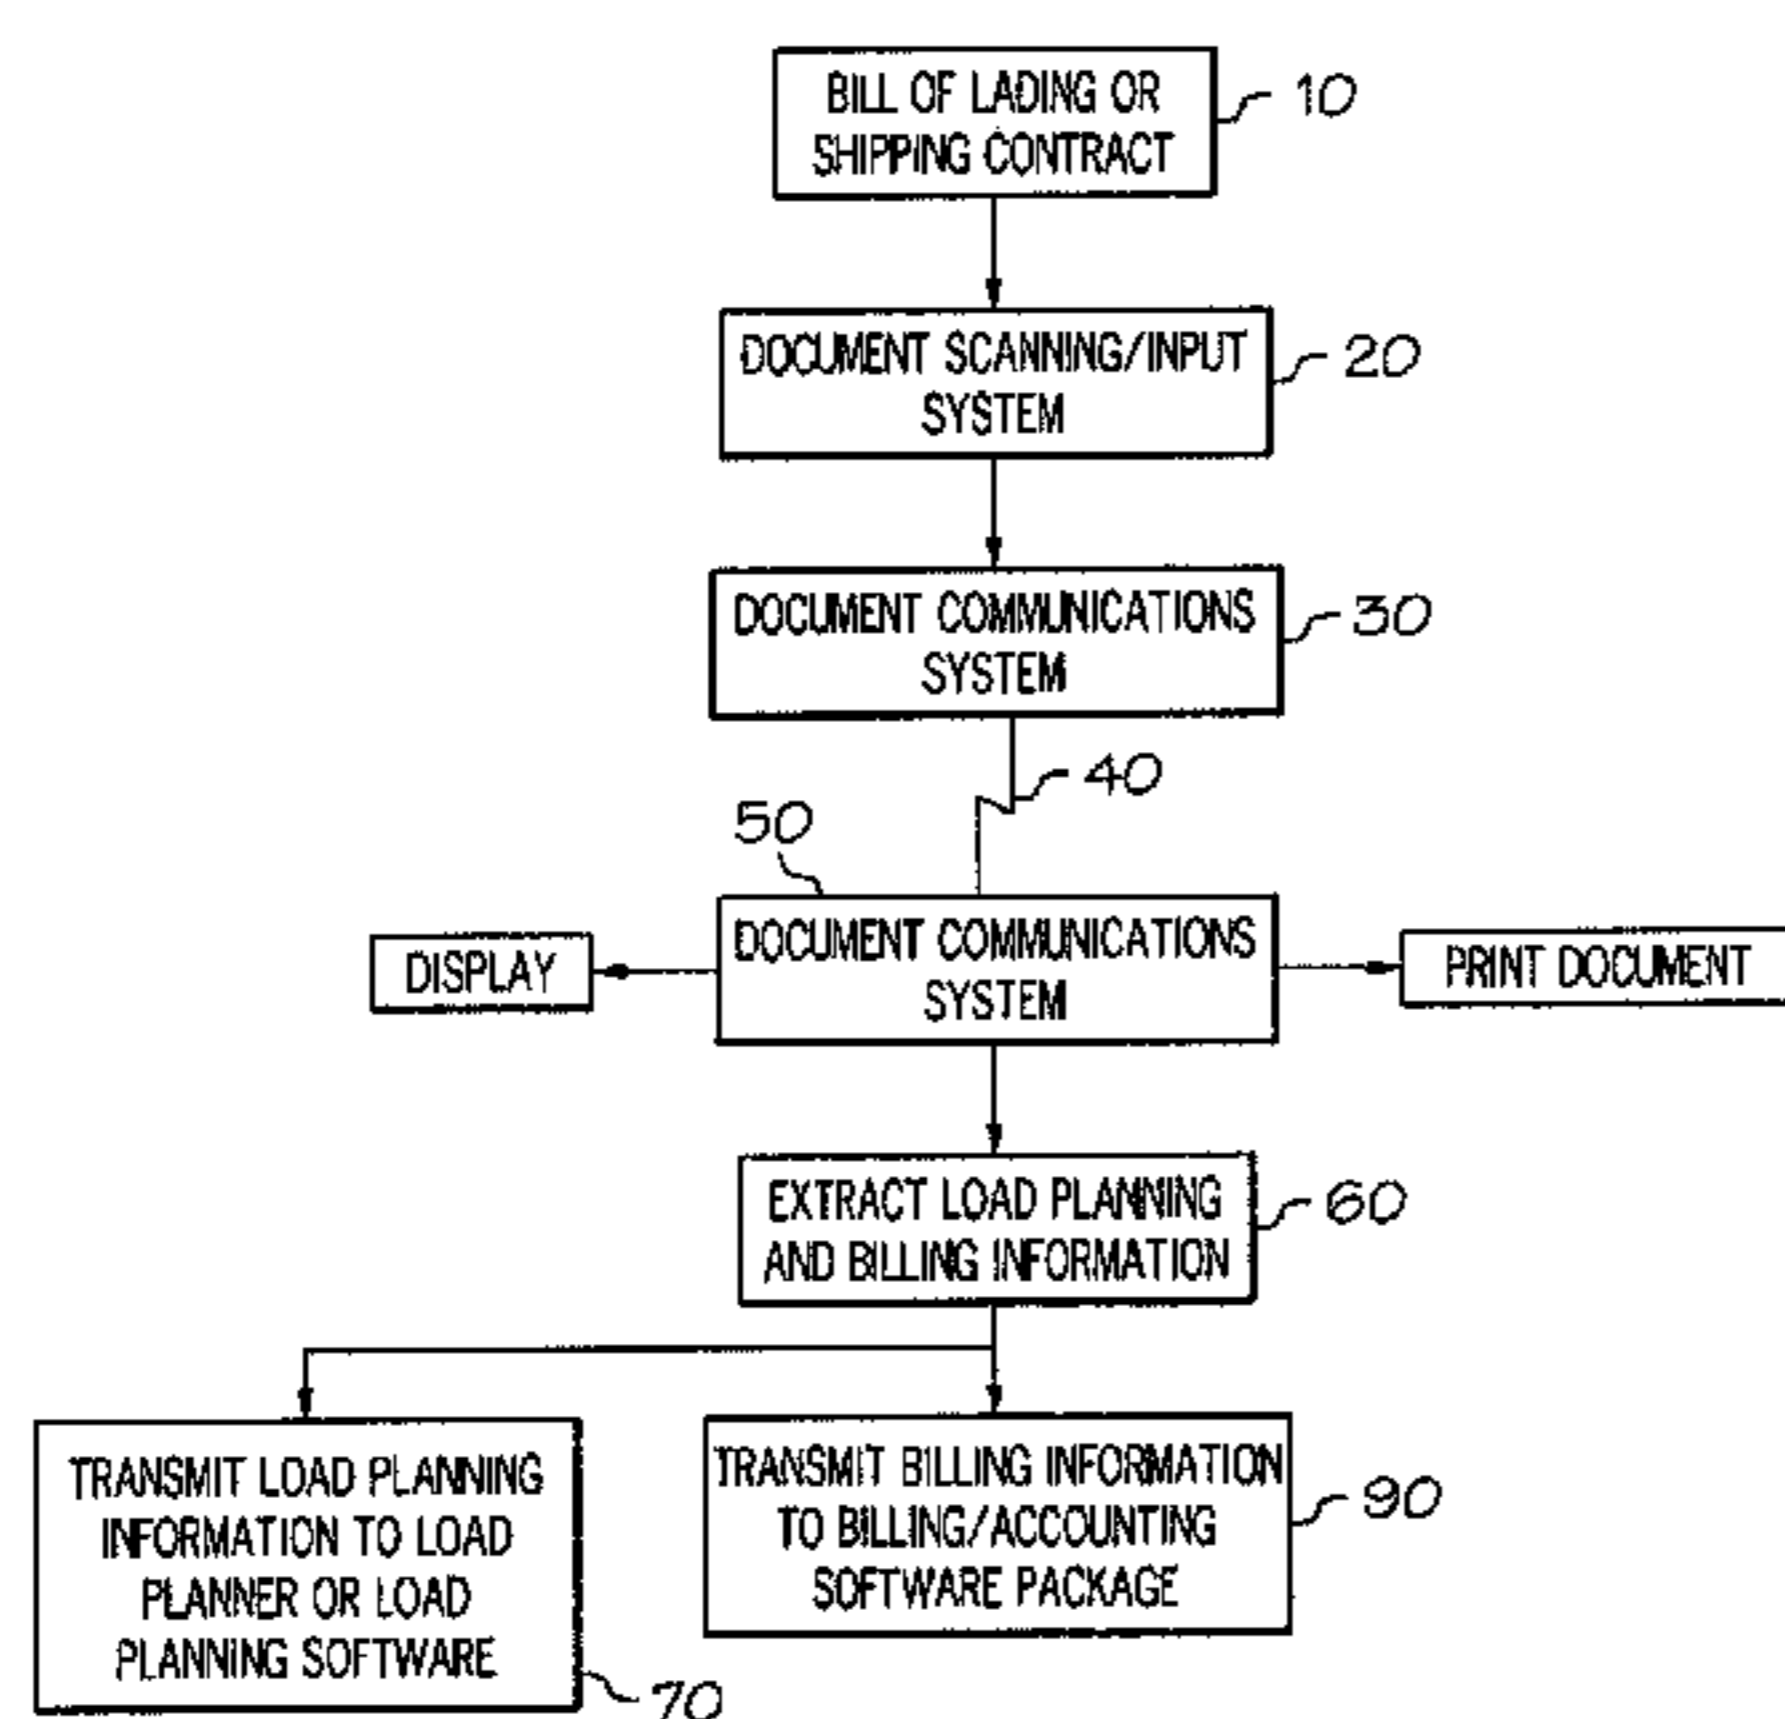 BILL OF LADING OR
SHIPPING CONTRACT
10
DOCUMENT SCANNING/INPUT
SYSTEM
20
DOCUMENT COMMUNICATIONS
SYSTEM
30
40
50
DOCUMENT COMMUNICATIONS
SYSTEM
DISPLAY
PRINT DOCUMENT
EXTRACT LOAD PLANNING
AND BILLING INFORMATION
60
TRANSMIT LOAD PLANNING
INFORMATION TO LOAD
PLANNER OR LOAD
PLANNING SOFTWARE
70
TRANSMIT BILLING INFORMATION
TO BILLING/ACCOUNTING
SOFTWARE PACKAGE
90